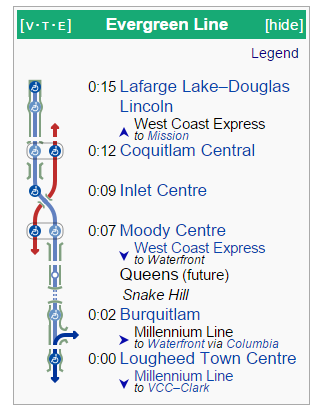 [V·T·E] Evergreen Line [hide]
Legend
0:15 Lafarge Lake–Douglas
Lincoln
West Coast Express
to Mission
0:12 Coquitlam Central
0:09 Inlet Centre
0:07 Moody Centre
West Coast Express
to Waterfront
Queens (future)
Snake Hill
0:02 Burquitlam
Millennium Line
to Waterfront via Columbia
0:00 Lougheed Town Centre
Millennium Line
to VCC–Clark